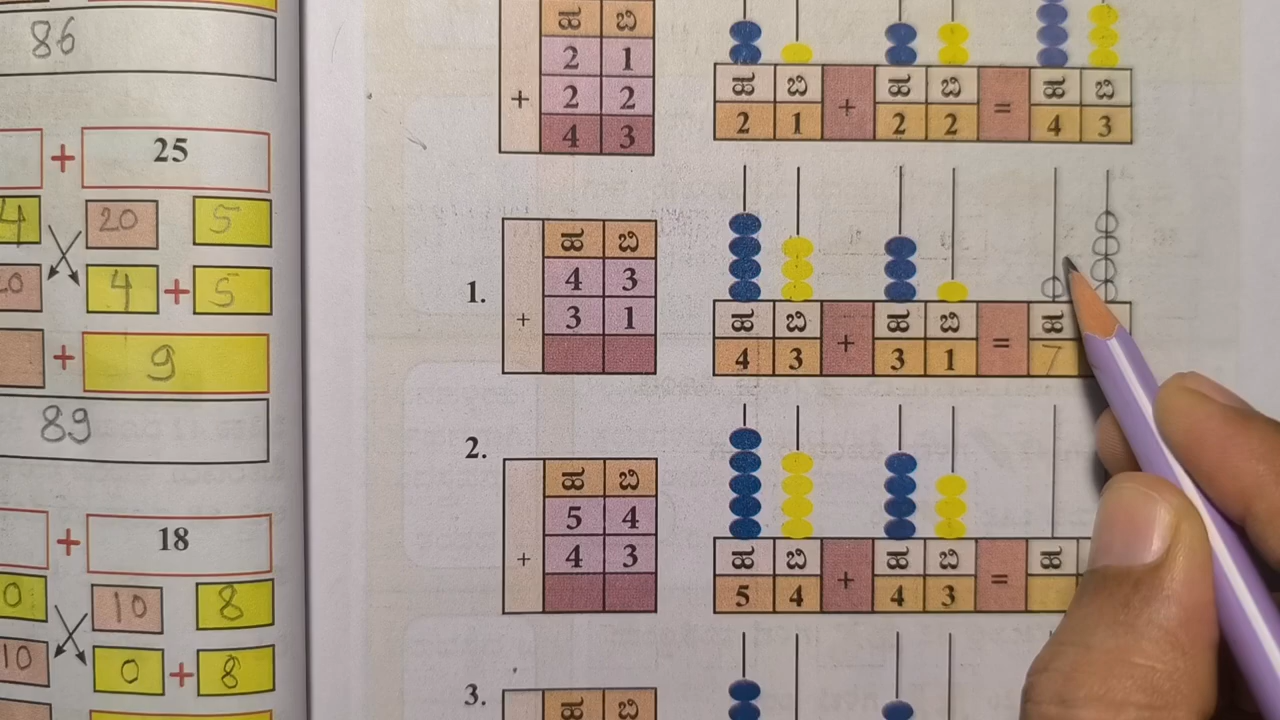 86
+ 25
4 20 5
20 4 + 5
+ 9
89
+ 18
0 10 8
10 0 + 8
ಹ ಬಿ
2 1
+ 2 2
4 3
ಹ ಬಿ + ಹ ಬಿ = ಹ ಬಿ
2 1 2 2 4 3
1.
ಹ ಬಿ
4 3
+ 3 1
ಹ ಬಿ + ಹ ಬಿ = ಹ
4 3 3 1 7
2.
ಹ ಬಿ
5 4
+ 4 3
ಹ ಬಿ + ಹ ಬಿ = ಹ
5 4 4 3
3.
ಹ ಬಿ